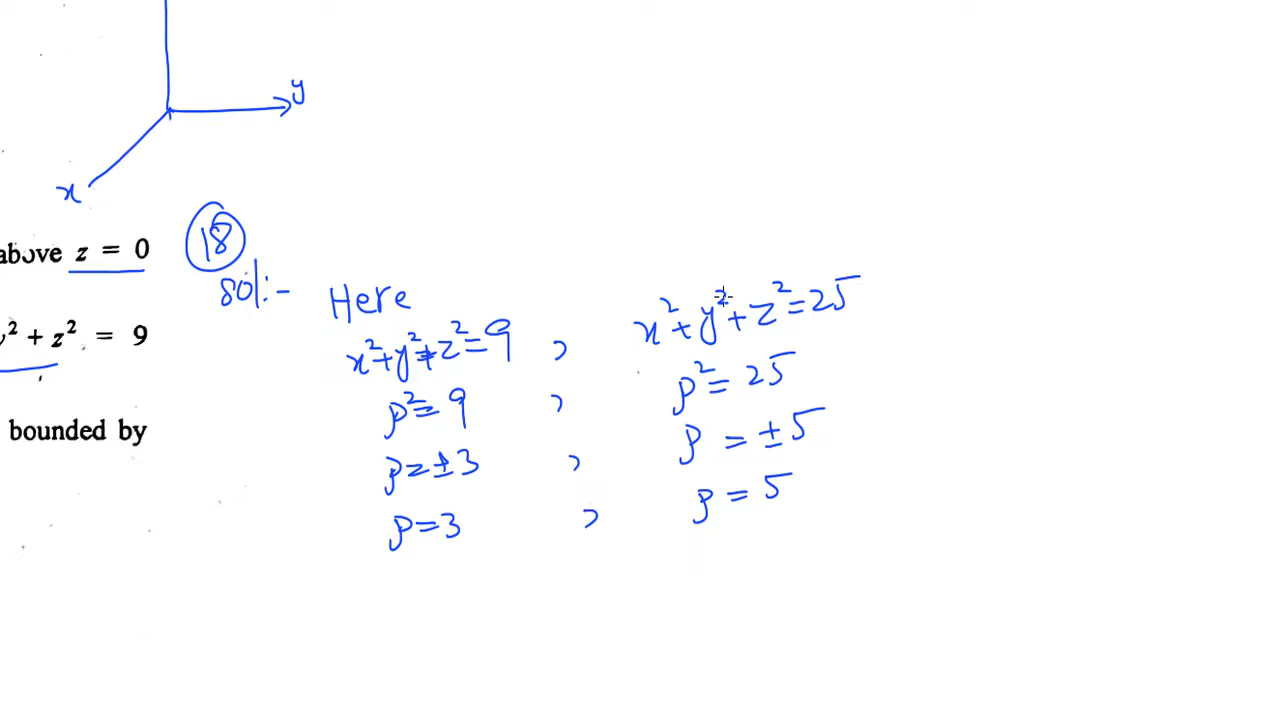 y
x
above z = 0
18
Sol:-
Here
y² + z² = 9
x²+y²+z²=9 , x²+y²+z²=25
ρ²=9 , ρ²=25
bounded by
ρ=±3 , ρ=±5
ρ=3 , ρ=5